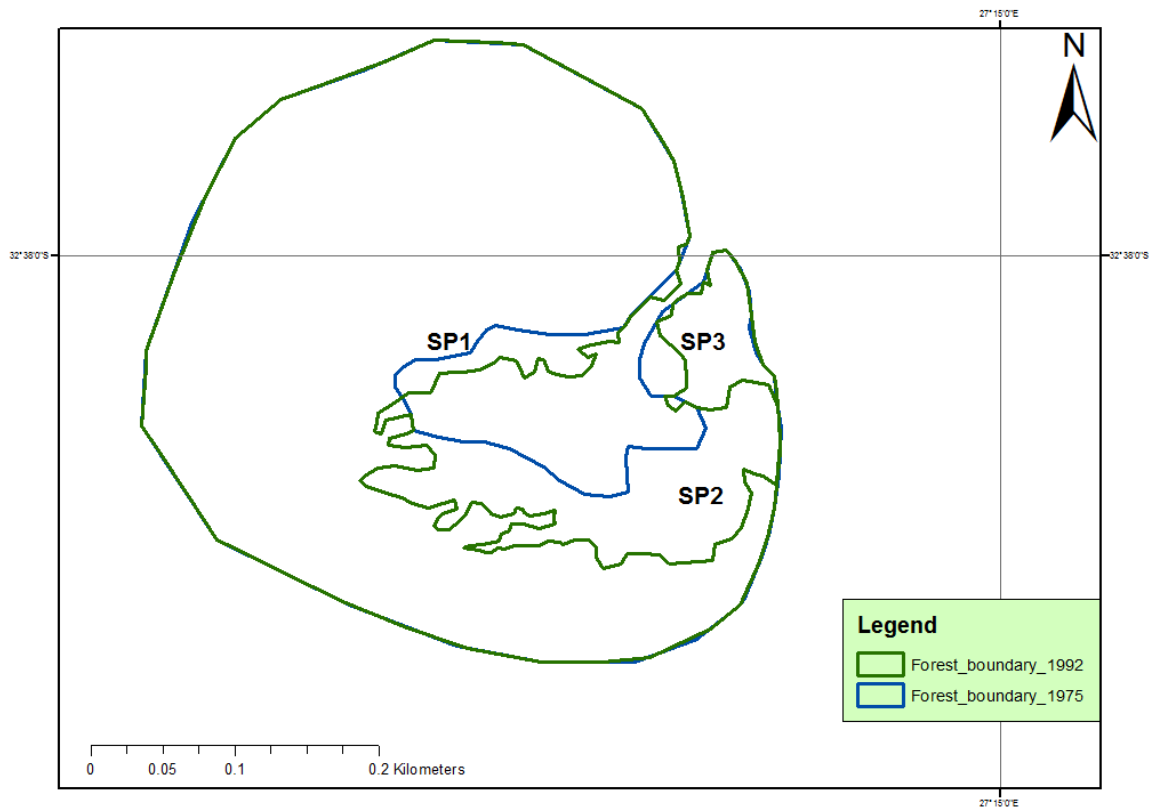 27°15'0"E
N
32°38'0"S
32°38'0"S
SP1
SP3
SP2
Legend
Forest_boundary_1992
Forest_boundary_1975
0 0.05 0.1 0.2 Kilometers
27°15'0"E